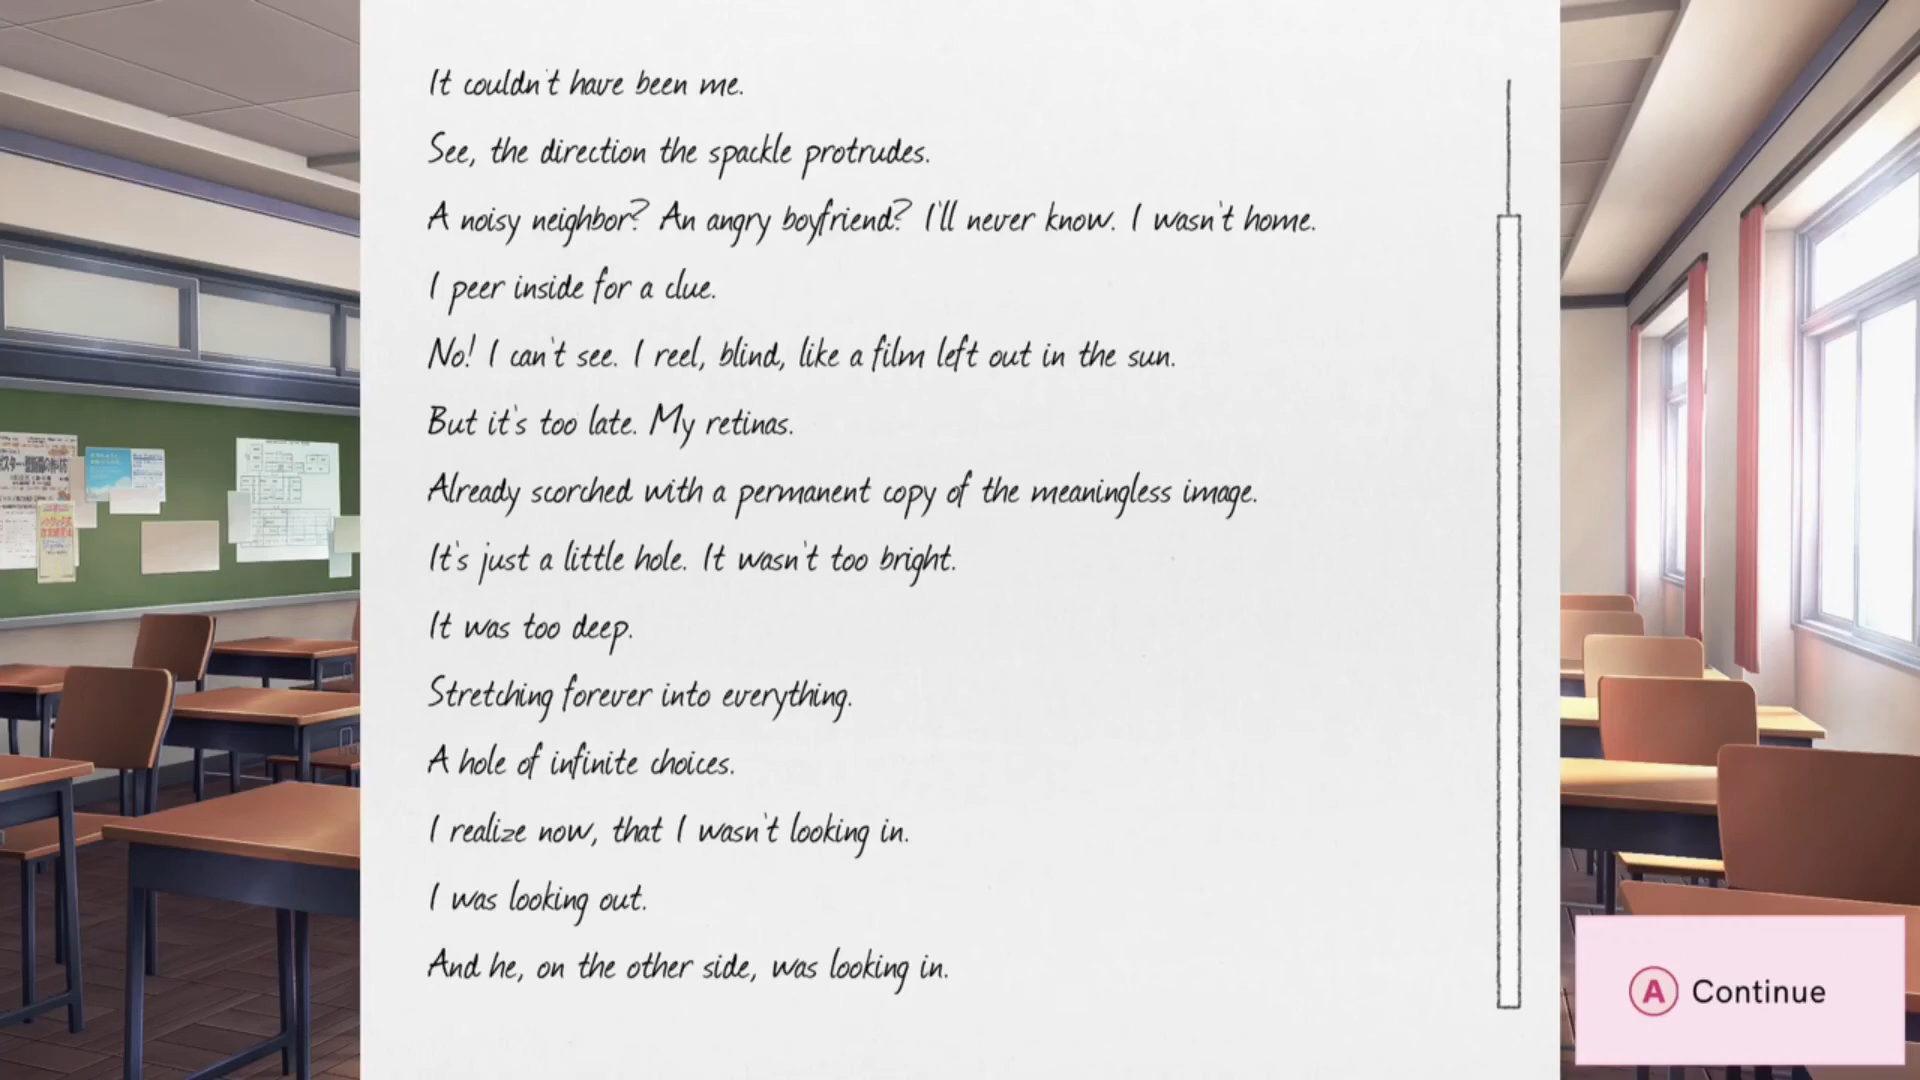 It couldn't have been me.
See, the direction the spackle protrudes.
A noisy neighbor? An angry boyfriend? I'll never know. I wasn't home.
I peer inside for a clue.
No! I can't see. I reel, blind, like a film left out in the sun.
But it's too late. My retinas.
Already scorched with a permanent copy of the meaningless image.
It's just a little hole. It wasn't too bright.
It was too deep.
Stretching forever into everything.
A hole of infinite choices.
I realize now, that I wasn't looking in.
I was looking out.
And he, on the other side, was looking in.
A Continue